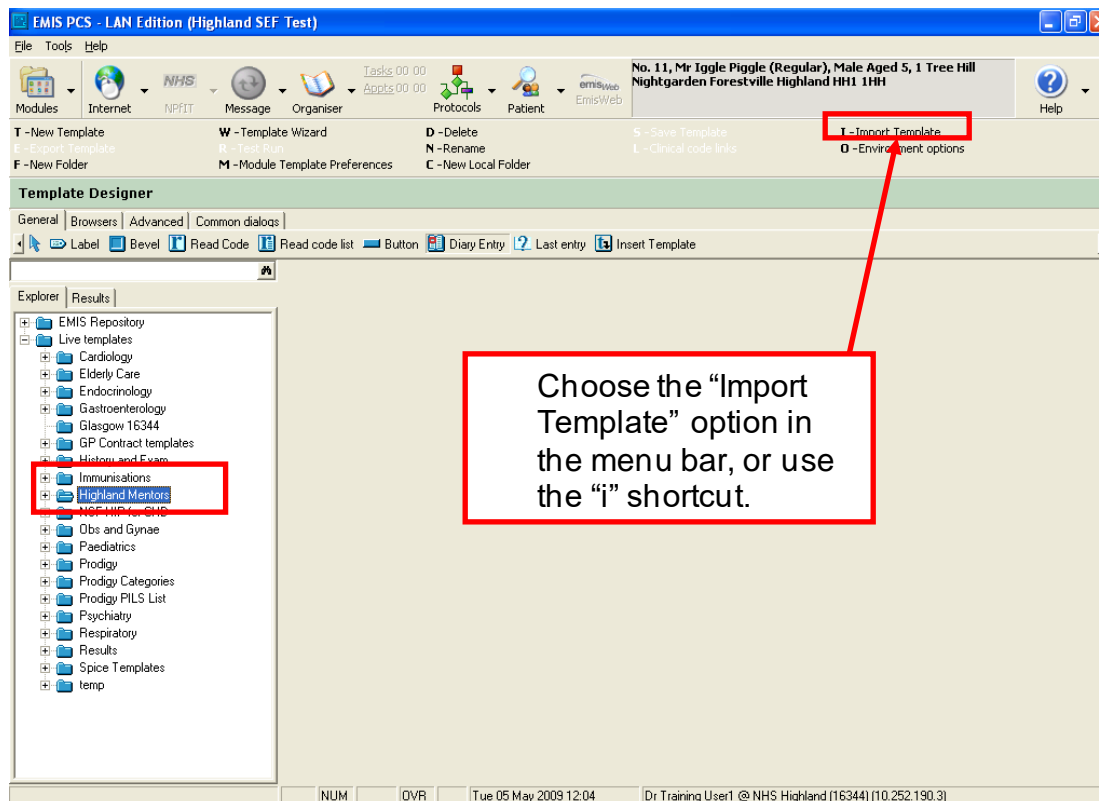 EMIS PCS - LAN Edition (Highland SEF Test)
File Tools Help
Modules Internet NPfIT Message Organiser Protocols Patient EmisWeb Help
NHS
Tasks 00 00
Appts 00 00
emisweb
No. 11, Mr Iggle Piggle (Regular), Male Aged 5, 1 Tree Hill
Nightgarden Forestville Highland HH1 1HH
T - New Template W - Template Wizard D - Delete S - Save Template I - Import Template
E - Export Template R - Test Run N - Rename L - Clinical code links O - Environment options
F - New Folder M - Module Template Preferences C - New Local Folder
Template Designer
General Browsers Advanced Common dialogs
Label Bevel Read Code Read code list Button Diary Entry Last entry Insert Template
Explorer Results
EMIS Repository
Live templates
Cardiology
Elderly Care
Endocrinology
Gastroenterology
Glasgow 16344
GP Contract templates
History and Exam
Immunisations
Highland Mentors
NSF HIP for CHD
Obs and Gynae
Paediatrics
Prodigy
Prodigy Categories
Prodigy PILS List
Psychiatry
Respiratory
Results
Spice Templates
temp
Choose the “Import
Template” option in
the menu bar, or use
the “i” shortcut.
NUM OVR Tue 05 May 2009 12:04 Dr Training User1 @ NHS Highland (16344) (10.252.190.3)